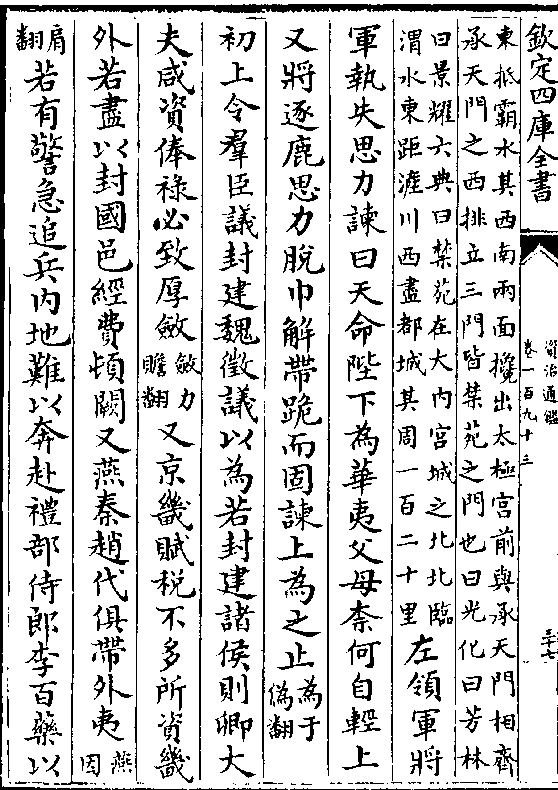 欽定四庫全書
資治通鑑
卷一百九十三
三十七
東抵霸水其西南兩面攙出太極宮前與承天門相齊
承天門之西排立三門皆禁苑之門也曰光化曰芳林
曰景耀六典曰禁苑在大内宮城之北北臨
渭水東距滻川西盡都城其周一百二十里左領軍將
軍執失思力諫曰天命陛下為華夷父母柰何自輕上
又將逐鹿思力脫巾解帶跪而固諫上為之止為于
偽翻
初上令羣臣議封建魏徵議以為若封建諸侯則卿大
夫咸資俸祿必致厚斂斂力
贍翻又京畿賦税不多所資畿
外若盡以封國邑經費頓闕又燕秦趙代俱帶外夷燕
因
肩
翻若有警急追兵内地難以奔赴禮部侍郎李百藥以